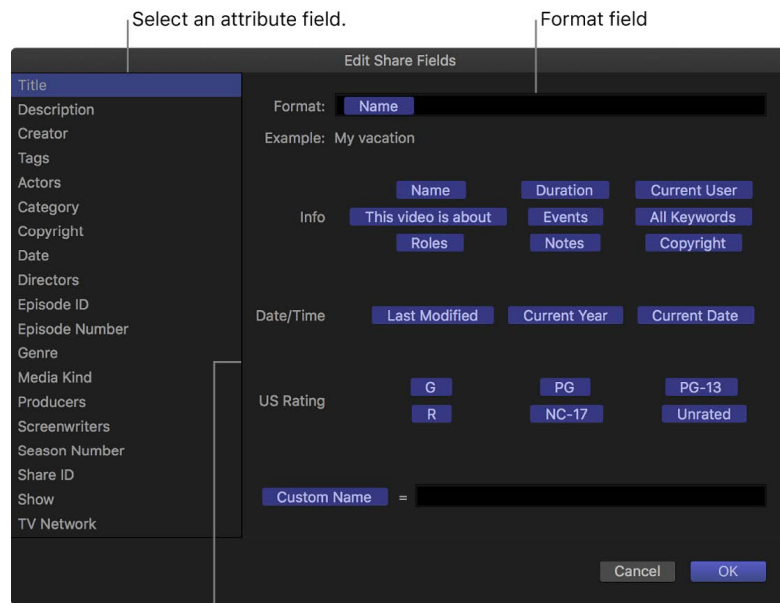 Select an attribute field.
Format field
Edit Share Fields
Title
Description
Creator
Tags
Actors
Category
Copyright
Date
Directors
Episode ID
Episode Number
Genre
Media Kind
Producers
Screenwriters
Season Number
Share ID
Show
TV Network
Format: Name
Example: My vacation
Info
Name Duration Current User
This video is about Events All Keywords
Roles Notes Copyright
Date/Time Last Modified Current Year Current Date
US Rating
G PG PG-13
R NC-17 Unrated
Custom Name =
Cancel OK